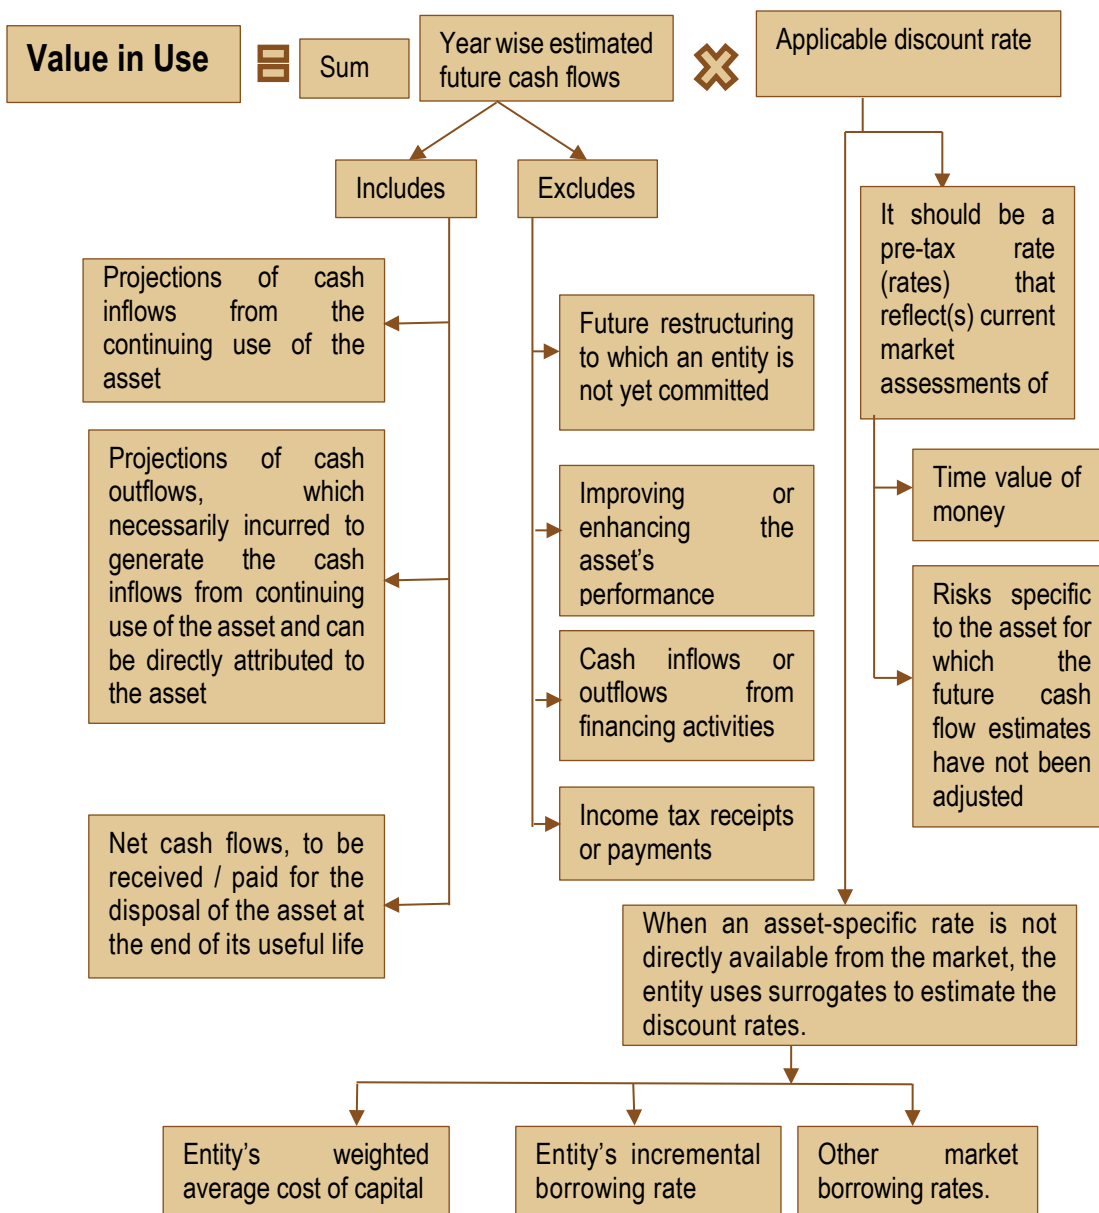 Value in Use
Sum
Year wise estimated
future cash flows
Applicable discount rate
Includes
Excludes
Projections of cash
inflows from the
continuing use of the
asset
Projections of cash
outflows, which
necessarily incurred to
generate the cash
inflows from continuing
use of the asset and can
be directly attributed to
the asset
Net cash flows, to be
received / paid for the
disposal of the asset at
the end of its useful life
Future restructuring
to which an entity is
not yet committed
Improving or
enhancing the
asset's
performance
Cash inflows or
outflows from
financing activities
Income tax receipts
or payments
It should be a
pre-tax rate
(rates) that
reflect(s) current
market
assessments of
Time value of
money
Risks specific
to the asset for
which the
future cash
flow estimates
have not been
adjusted
When an asset-specific rate is not
directly available from the market, the
entity uses surrogates to estimate the
discount rates.
Entity's weighted
average cost of capital
Entity's incremental
borrowing rate
Other market
borrowing rates.